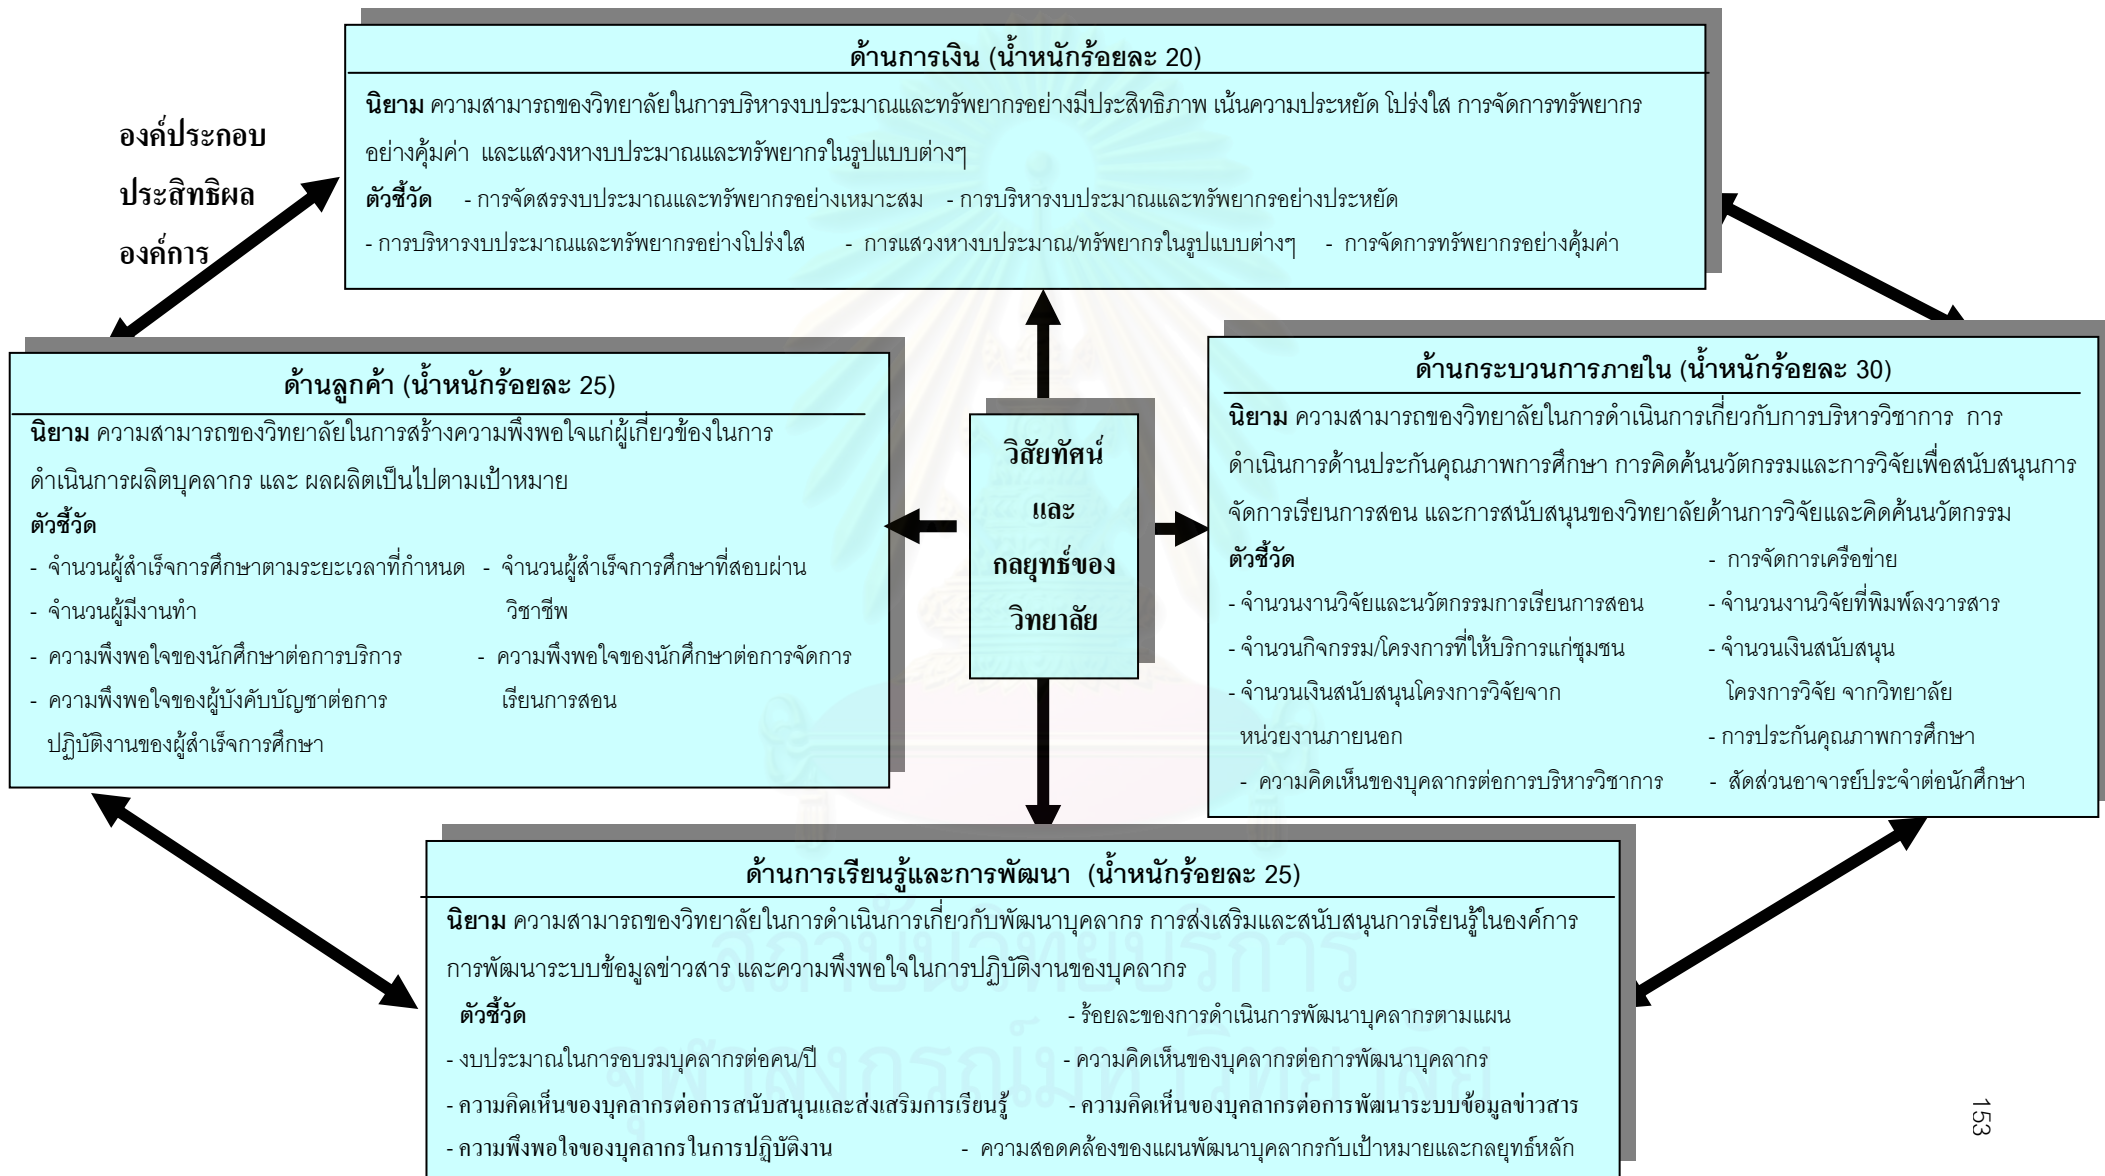 ด้านการเงิน (น้ำหนักร้อยละ 20)
นิยาม ความสามารถของวิทยาลัยในการบริหารงบประมาณและทรัพยากรอย่างมีประสิทธิภาพ เน้นความประหยัด โปร่งใส การจัดการทรัพยากร
อย่างคุ้มค่า และแสวงหางบประมาณและทรัพยากรในรูปแบบต่างๆ
ตัวชี้วัด - การจัดสรรงบประมาณและทรัพยากรอย่างเหมาะสม - การบริหารงบประมาณและทรัพยากรอย่างประหยัด
- การบริหารงบประมาณและทรัพยากรอย่างโปร่งใส - การแสวงหางบประมาณ/ทรัพยากรในรูปแบบต่างๆ - การจัดการทรัพยากรอย่างคุ้มค่า
องค์ประกอบ
ประสิทธิผล
องค์การ
ด้านลูกค้า (น้ำหนักร้อยละ 25)
นิยาม ความสามารถของวิทยาลัยในการสร้างความพึงพอใจแก่ผู้เกี่ยวข้องในการ
ดำเนินการผลิตบุคลากร และ ผลผลิตเป็นไปตามเป้าหมาย
ตัวชี้วัด
- จำนวนผู้สำเร็จการศึกษาตามระยะเวลาที่กำหนด - จำนวนผู้สำเร็จการศึกษาที่สอบผ่าน
- จำนวนผู้มีงานทำ วิชาชีพ
- ความพึงพอใจของนักศึกษาต่อการบริการ - ความพึงพอใจของนักศึกษาต่อการจัดการ
- ความพึงพอใจของผู้บังคับบัญชาต่อการ เรียนการสอน
ปฏิบัติงานของผู้สำเร็จการศึกษา
วิสัยทัศน์
และ
กลยุทธ์ของ
วิทยาลัย
ด้านกระบวนการภายใน (น้ำหนักร้อยละ 30)
นิยาม ความสามารถของวิทยาลัยในการดำเนินการเกี่ยวกับการบริหารวิชาการ การ
ดำเนินการด้านประกันคุณภาพการศึกษา การคิดค้นนวัตกรรมและการวิจัยเพื่อสนับสนุนการ
จัดการเรียนการสอน และการสนับสนุนของวิทยาลัยด้านการวิจัยและคิดค้นนวัตกรรม
ตัวชี้วัด - การจัดการเครือข่าย
- จำนวนงานวิจัยและนวัตกรรมการเรียนการสอน - จำนวนงานวิจัยที่พิมพ์ลงวารสาร
- จำนวนกิจกรรม/โครงการที่ให้บริการแก่ชุมชน - จำนวนเงินสนับสนุน
- จำนวนเงินสนับสนุนโครงการวิจัยจาก โครงการวิจัย จากวิทยาลัย
หน่วยงานภายนอก - การประกันคุณภาพการศึกษา
- ความคิดเห็นของบุคลากรต่อการบริหารวิชาการ - สัดส่วนอาจารย์ประจำต่อนักศึกษา
ด้านการเรียนรู้และการพัฒนา (น้ำหนักร้อยละ 25)
นิยาม ความสามารถของวิทยาลัยในการดำเนินการเกี่ยวกับพัฒนาบุคลากร การส่งเสริมและสนับสนุนการเรียนรู้ในองค์การ
การพัฒนาระบบข้อมูลข่าวสาร และความพึงพอใจในการปฏิบัติงานของบุคลากร
ตัวชี้วัด - ร้อยละของการดำเนินการพัฒนาบุคลากรตามแผน
- งบประมาณในการอบรมบุคลากรต่อคน/ปี - ความคิดเห็นของบุคลากรต่อการพัฒนาบุคลากร
- ความคิดเห็นของบุคลากรต่อการสนับสนุนและส่งเสริมการเรียนรู้ - ความคิดเห็นของบุคลากรต่อการพัฒนาระบบข้อมูลข่าวสาร
- ความพึงพอใจของบุคลากรในการปฏิบัติงาน - ความสอดคล้องของแผนพัฒนาบุคลากรกับเป้าหมายและกลยุทธ์หลัก
สถาบันวิทยบริการ
จุฬาลงกรณ์มหาวิทยาลัย
153